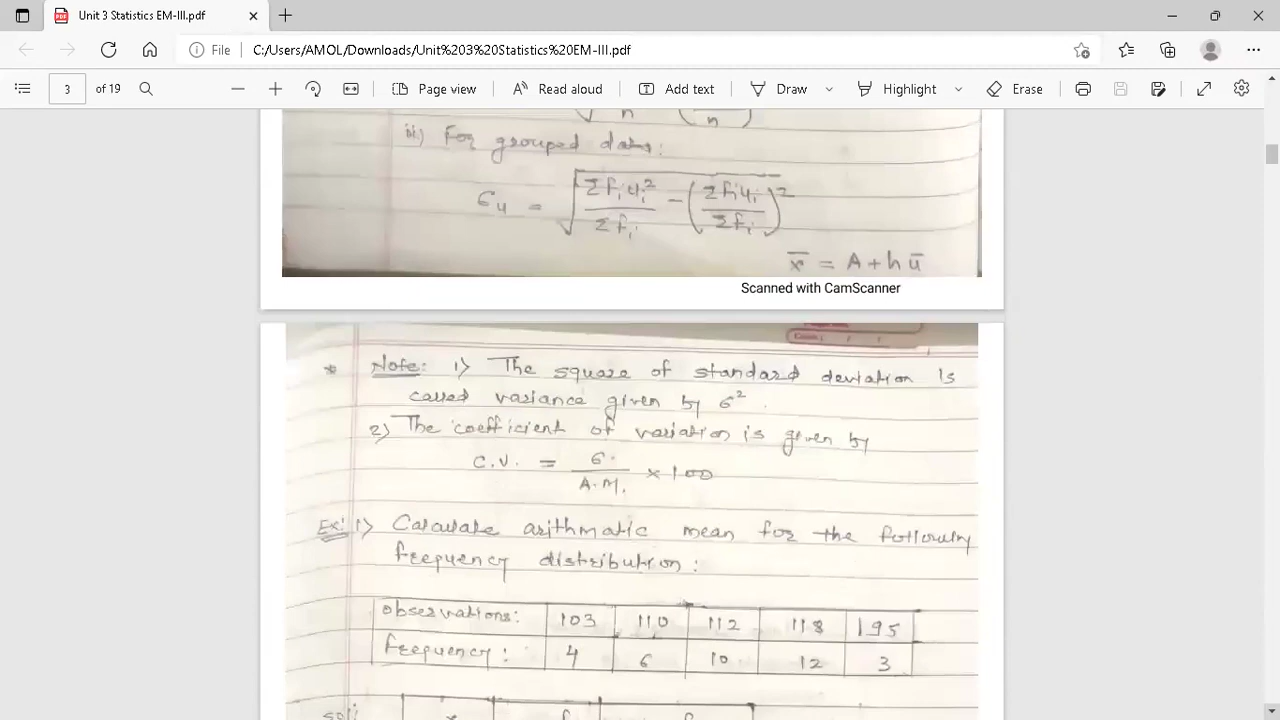 Unit 3 Statistics EM-III.pdf
File C:/Users/AMOL/Downloads/Unit%203%20Statistics%20EM-III.pdf
3 of 19 Page view Read aloud Add text Draw Highlight Erase
n n
ii) For grouped data:
σu = √(Σfiui²/Σfi − (Σfiui/Σfi)²)
x̄ = A + hū
Scanned with CamScanner
* Note: 1) The square of standard deviation is
called variance given by σ².
2) The coefficient of variation is given by
C.V. = σ/A.M. × 100
Ex: 1) Calculate arithmatic mean for the following
frequency distribution:
observations: 103 110 112 118 195
frequency: 4 6 10 12 3